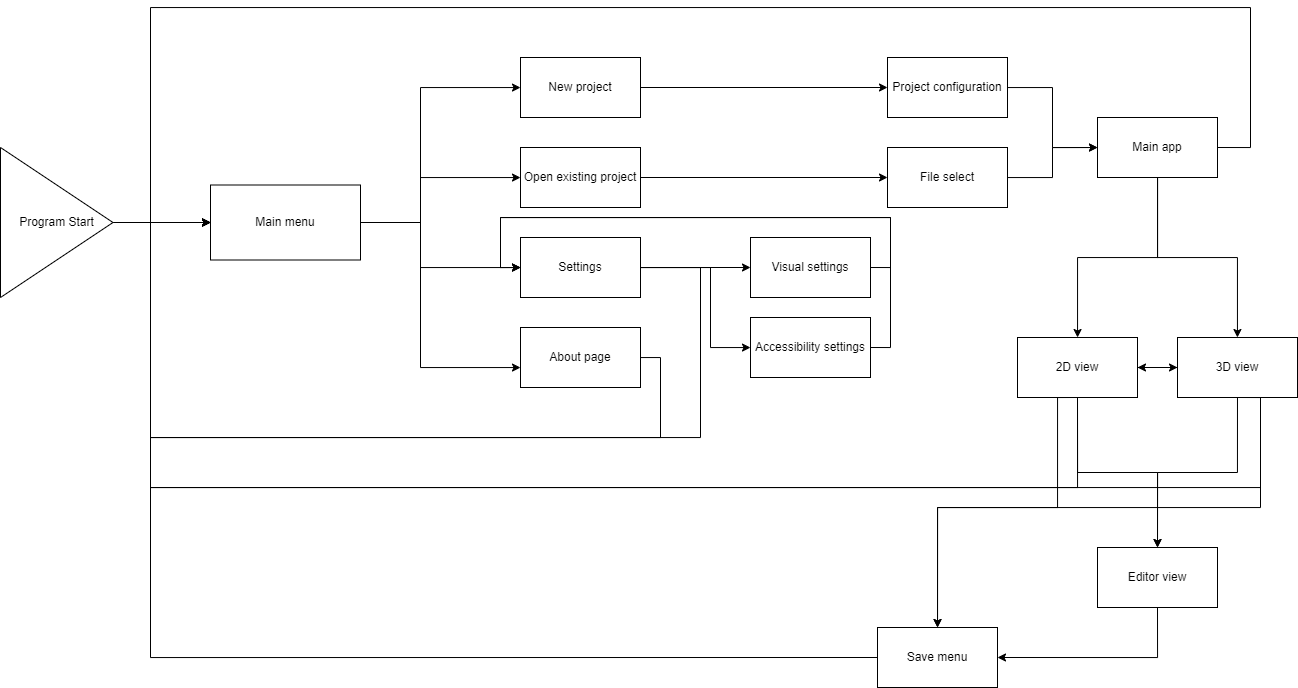 New project
Project configuration
Main app
Open existing project
File select
Program Start
Main menu
Settings
Visual settings
About page
Accessibility settings
2D view
3D view
Editor view
Save menu